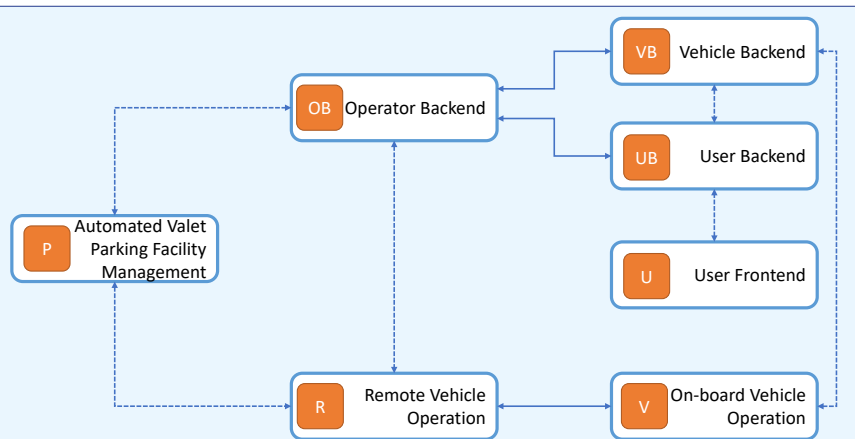 VB Vehicle Backend
OB Operator Backend
UB User Backend
Automated Valet
P Parking Facility
Management
U User Frontend
R Remote Vehicle
Operation
V On-board Vehicle
Operation